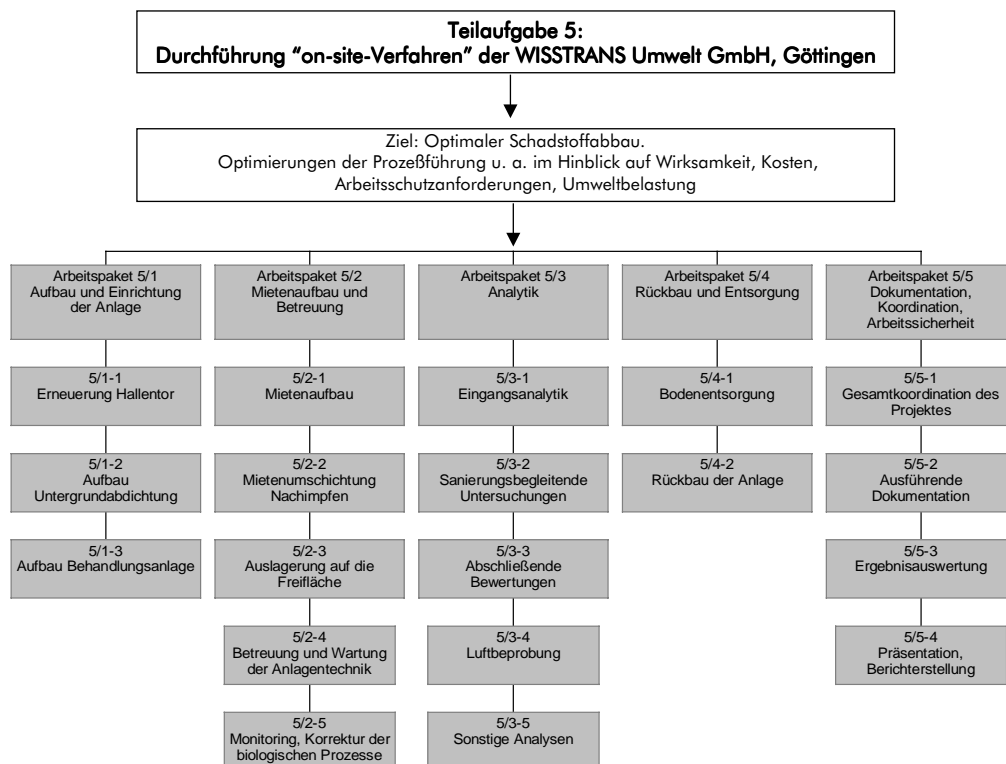 Teilaufgabe 5:
Durchführung "on-site-Verfahren" der WISSTRANS Umwelt GmbH, Göttingen
Ziel: Optimaler Schadstoffabbau.
Optimierungen der Prozeßführung u. a. im Hinblick auf Wirksamkeit, Kosten,
Arbeitsschutzanforderungen, Umweltbelastung
Arbeitspaket 5/1
Aufbau und Einrichtung
der Anlage
5/1-1
Erneuerung Hallentor
5/1-2
Aufbau
Untergrundabdichtung
5/1-3
Aufbau Behandlungsanlage
Arbeitspaket 5/2
Mietenaufbau und
Betreuung
5/2-1
Mietenaufbau
5/2-2
Mietenumschichtung
Nachimpfen
5/2-3
Auslagerung auf die
Freifläche
5/2-4
Betreuung und Wartung
der Anlagentechnik
5/2-5
Monitoring, Korrektur der
biologischen Prozesse
Arbeitspaket 5/3
Analytik
5/3-1
Eingangsanalytik
5/3-2
Sanierungsbegleitende
Untersuchungen
5/3-3
Abschließende
Bewertungen
5/3-4
Luftbeprobung
5/3-5
Sonstige Analysen
Arbeitspaket 5/4
Rückbau und Entsorgung
5/4-1
Bodenentsorgung
5/4-2
Rückbau der Anlage
Arbeitspaket 5/5
Dokumentation,
Koordination,
Arbeitssicherheit
5/5-1
Gesamtkoordination des
Projektes
5/5-2
Ausführende
Dokumentation
5/5-3
Ergebnisauswertung
5/5-4
Präsentation,
Berichterstellung